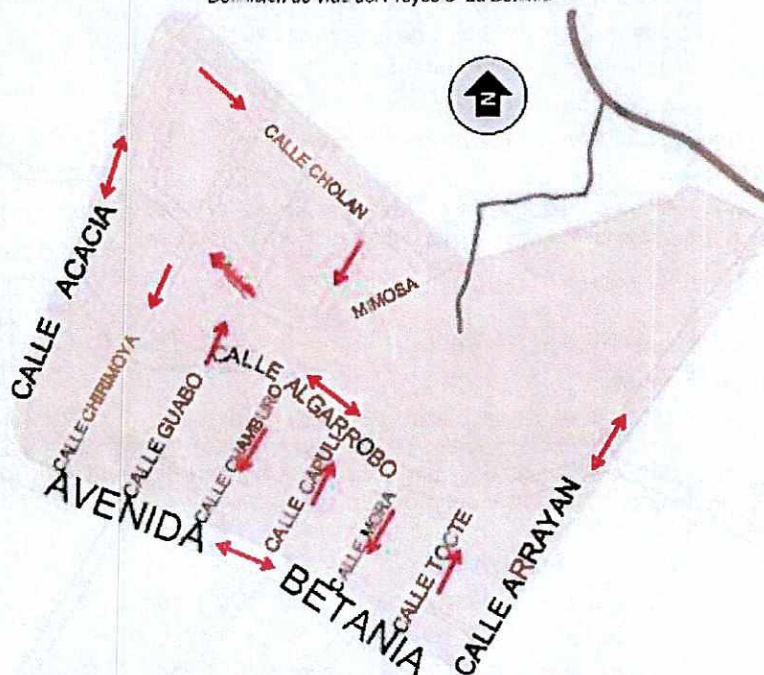 CALLE CHOLAN
N
CALLE ACACIA
MIMOSA
CALLE CHIRIMOYA
CALLE GUABO
CALLE ALGARROBO
CALLE CHAMBURO
CALLE CAPULI
CALLE MORA
CALLE TOCTE
CALLE ARRAYAN
AVENIDA BETANIA